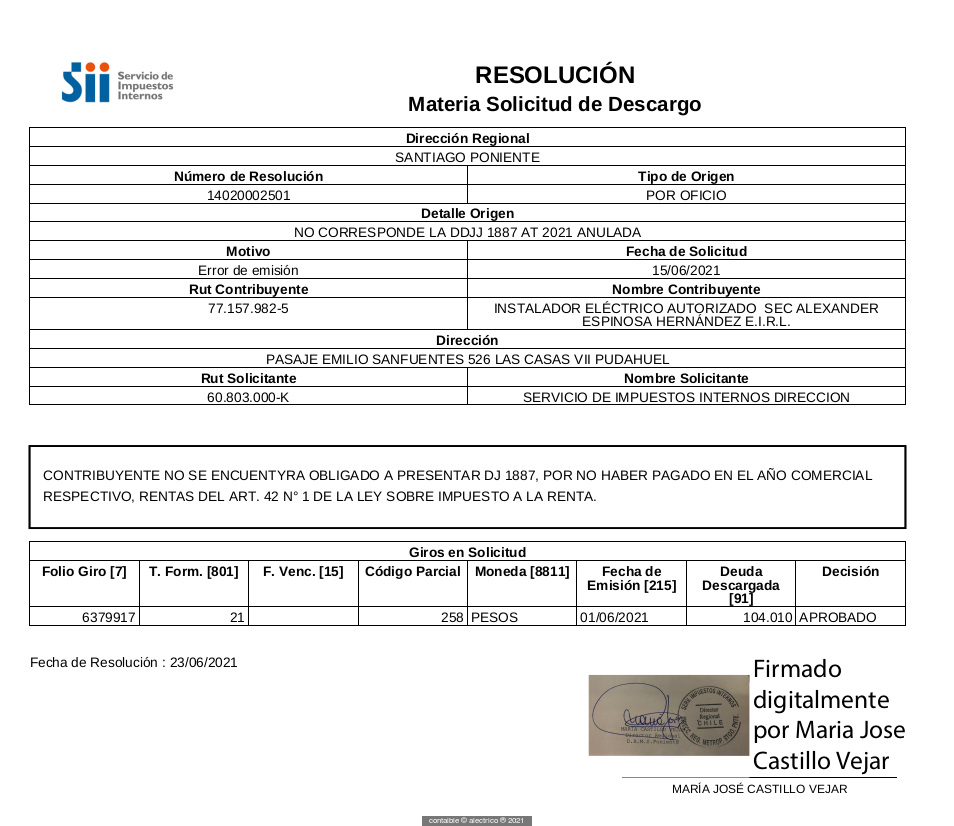 Sii Servicio de
Impuestos
Internos
RESOLUCIÓN
Materia Solicitud de Descargo
Dirección Regional
SANTIAGO PONIENTE
Número de Resolución Tipo de Origen
14020002501 POR OFICIO
Detalle Origen
NO CORRESPONDE LA DDJJ 1887 AT 2021 ANULADA
Motivo Fecha de Solicitud
Error de emisión 15/06/2021
Rut Contribuyente Nombre Contribuyente
77.157.982-5 INSTALADOR ELÉCTRICO AUTORIZADO SEC ALEXANDER
ESPINOSA HERNÁNDEZ E.I.R.L.
Dirección
PASAJE EMILIO SANFUENTES 526 LAS CASAS VII PUDAHUEL
Rut Solicitante Nombre Solicitante
60.803.000-K SERVICIO DE IMPUESTOS INTERNOS DIRECCION
CONTRIBUYENTE NO SE ENCUENTYRA OBLIGADO A PRESENTAR DJ 1887, POR NO HABER PAGADO EN EL AÑO COMERCIAL
RESPECTIVO, RENTAS DEL ART. 42 N° 1 DE LA LEY SOBRE IMPUESTO A LA RENTA.
Giros en Solicitud
Folio Giro [7] T. Form. [801] F. Venc. [15] Código Parcial Moneda [8811] Fecha de Deuda Decisión
Emisión [215] Descargada
[91]
6379917 21 258 PESOS 01/06/2021 104.010 APROBADO
Fecha de Resolución : 23/06/2021
Firmado
digitalmente
por Maria Jose
Castillo Vejar
Director
Regional
CHILE
MARÍA JOSÉ CASTILLO VEJAR
contaible © alectrico ® 2021